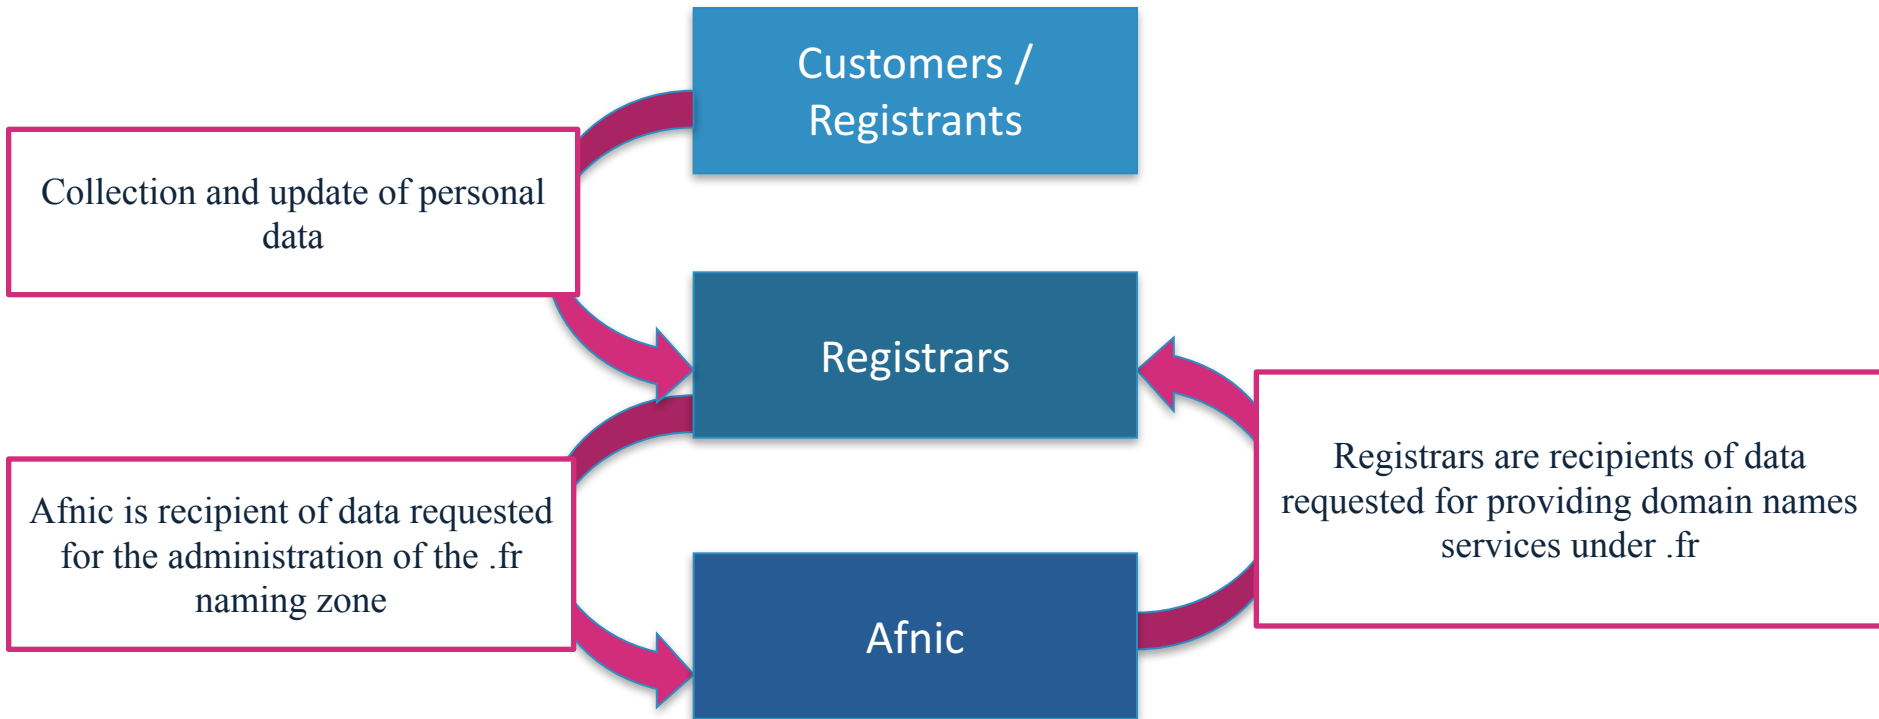 Customers /
Registrants
Collection and update of personal
data
Registrars
Registrars are recipients of data
requested for providing domain names
services under .fr
Afnic is recipient of data requested
for the administration of the .fr
naming zone
Afnic